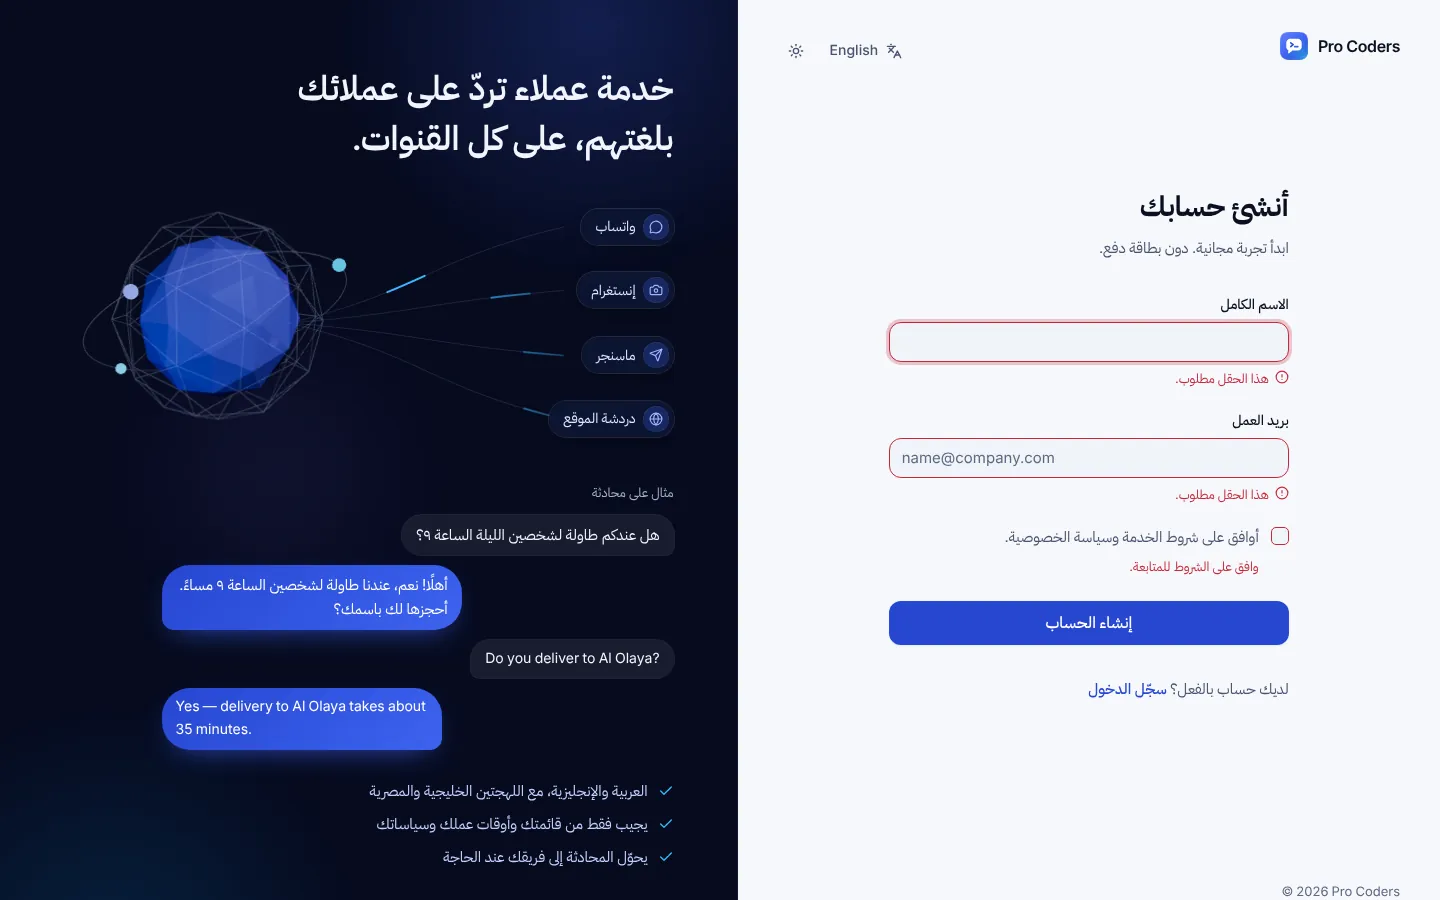 Pro Coders
English
أنشئ حسابك
ابدأ تجربة مجانية. دون بطاقة دفع.
الاسم الكامل
هذا الحقل مطلوب.
بريد العمل
name@company.com
هذا الحقل مطلوب.
أوافق على شروط الخدمة وسياسة الخصوصية.
وافق على الشروط للمتابعة.
إنشاء الحساب
لديك حساب بالفعل؟ سجّل الدخول
© 2026 Pro Coders
خدمة عملاء تردّ على عملائك
بلغتهم، على كل القنوات.
واتساب
إنستغرام
ماسنجر
دردشة الموقع
مثال على محادثة
هل عندكم طاولة لشخصين الليلة الساعة ٩؟
أهلًا! نعم، عندنا طاولة لشخصين الساعة ٩ مساءً.
أحجزها لك باسمك؟
Do you deliver to Al Olaya?
Yes — delivery to Al Olaya takes about
35 minutes.
العربية والإنجليزية، مع اللهجتين الخليجية والمصرية
يجيب فقط من قائمتك وأوقات عملك وسياساتك
يحوّل المحادثة إلى فريقك عند الحاجة